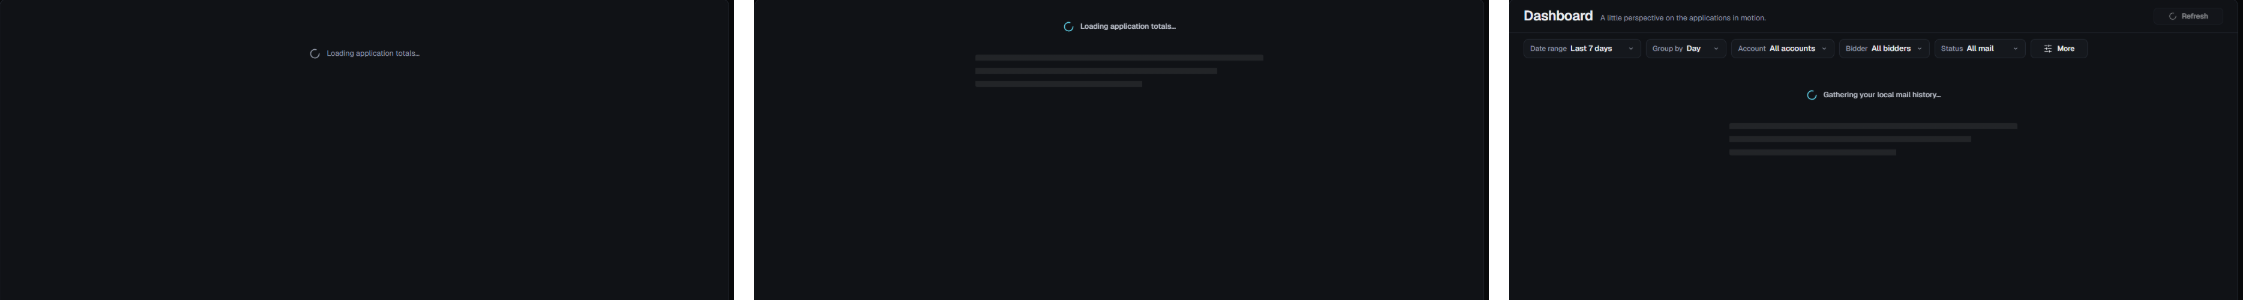 Loading application totals...
Loading application totals...
Dashboard A little perspective on the applications in motion. Refresh
Date range Last 7 days Group by Day Account All accounts Bidder All bidders Status All mail More
Gathering your local mail history...